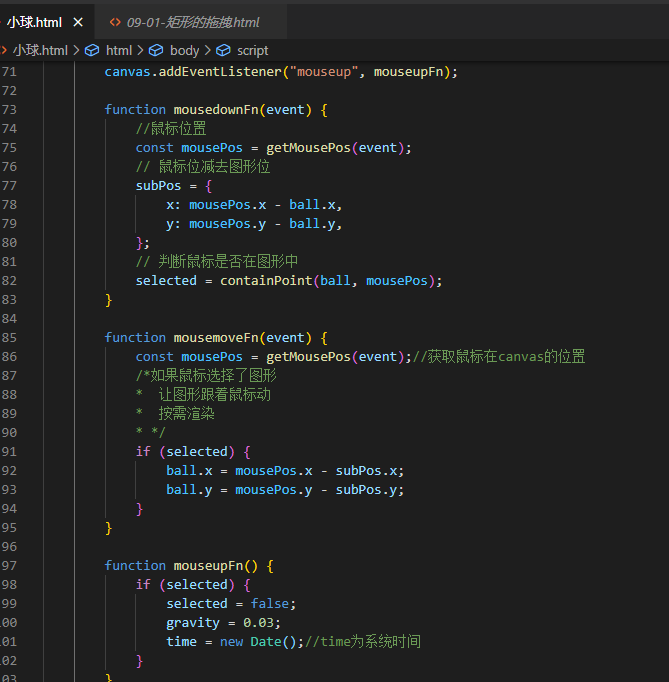 小球.html × <> 09-01-矩形的拖拽.html
小球.html > html > body > script
71 canvas.addEventListener("mouseup", mouseupFn);
72
73 function mousedownFn(event) {
74 //鼠标位置
75 const mousePos = getMousePos(event);
76 // 鼠标位减去图形位
77 subPos = {
78 x: mousePos.x - ball.x,
79 y: mousePos.y - ball.y,
80 };
81 // 判断鼠标是否在图形中
82 selected = containPoint(ball, mousePos);
83 }
84
85 function mousemoveFn(event) {
86 const mousePos = getMousePos(event);//获取鼠标在canvas的位置
87 /*如果鼠标选择了图形
88 * 让图形跟着鼠标动
89 * 按需渲染
90 * */
91 if (selected) {
92 ball.x = mousePos.x - subPos.x;
93 ball.y = mousePos.y - subPos.y;
94 }
95 }
96
97 function mouseupFn() {
98 if (selected) {
99 selected = false;
100 gravity = 0.03;
101 time = new Date();//time为系统时间
102 }
103 }